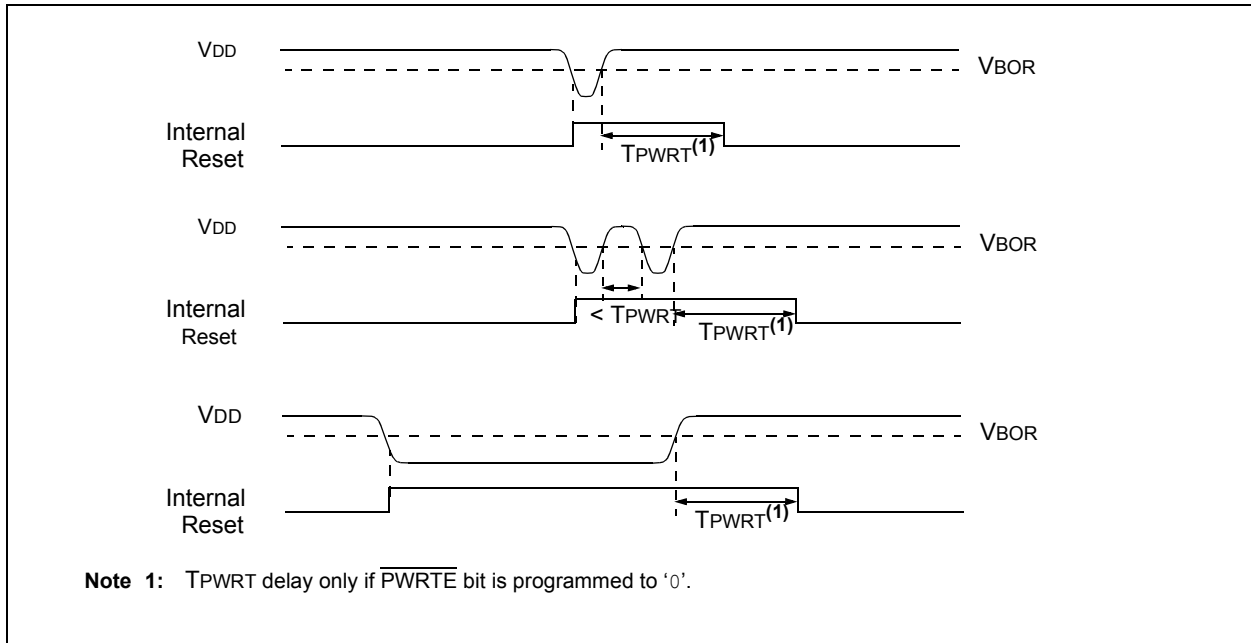 VDD
VBOR
Internal
Reset
TPWRT(1)
VDD
VBOR
Internal
Reset
< TPWRT
TPWRT(1)
VDD
VBOR
Internal
Reset
TPWRT(1)
Note 1: TPWRT delay only if PWRTE bit is programmed to ‘0’.